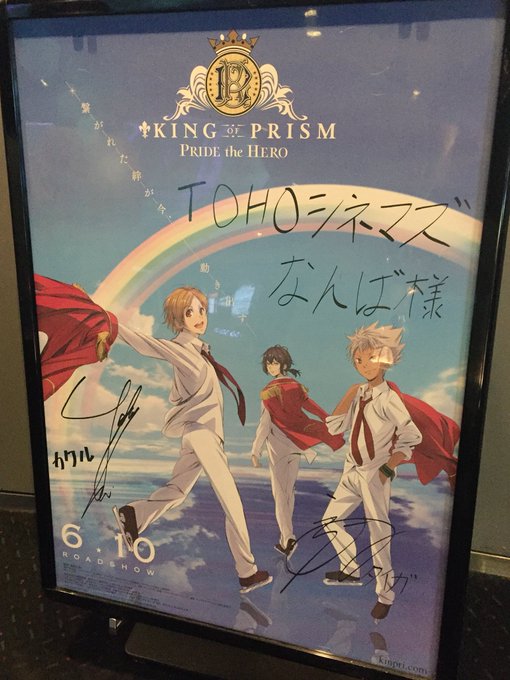 KING OF PRISM
PRIDE the HERO
繋がれた絆が今、動き出す
TOHOシネマズ
なんば様
カケル
タイガ
6.10
ROADSHOW
kinpri.com